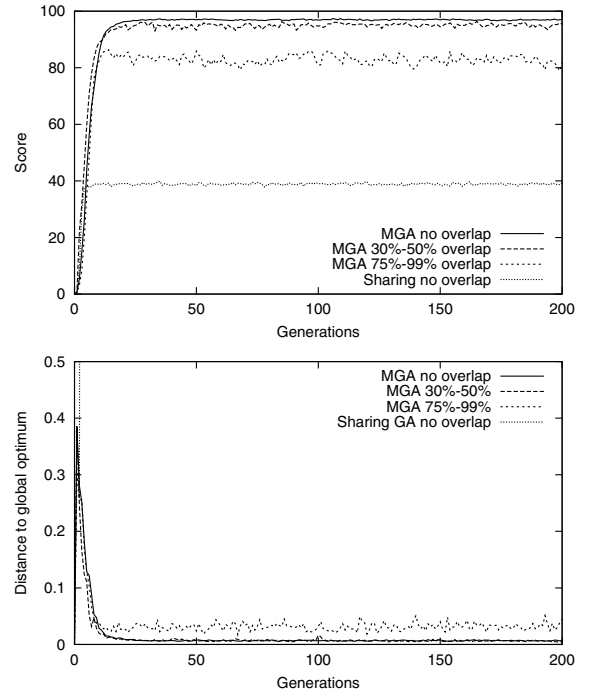 100
80
60
40
20
0
Score
MGA no overlap
MGA 30%-50% overlap
MGA 75%-99% overlap
Sharing no overlap
0 50 100 150 200
Generations
0.5
0.4
0.3
0.2
0.1
0
Distance to global optimum
MGA no overlap
MGA 30%-50%
MGA 75%-99%
Sharing GA no overlap
0 50 100 150 200
Generations